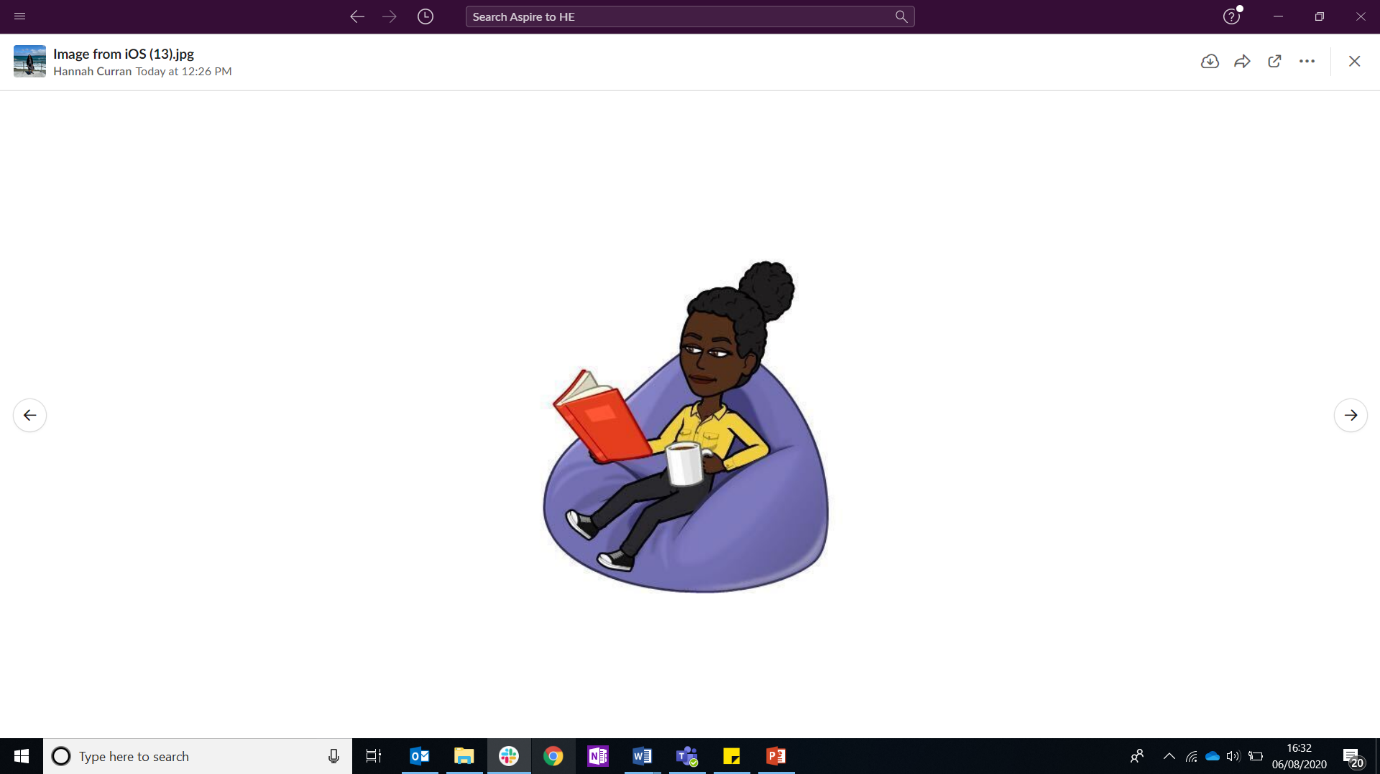 Search Aspire to HE
Image from iOS (13).jpg
Hannah Curran Today at 12:26 PM
Type here to search
16:32
06/08/2020
20